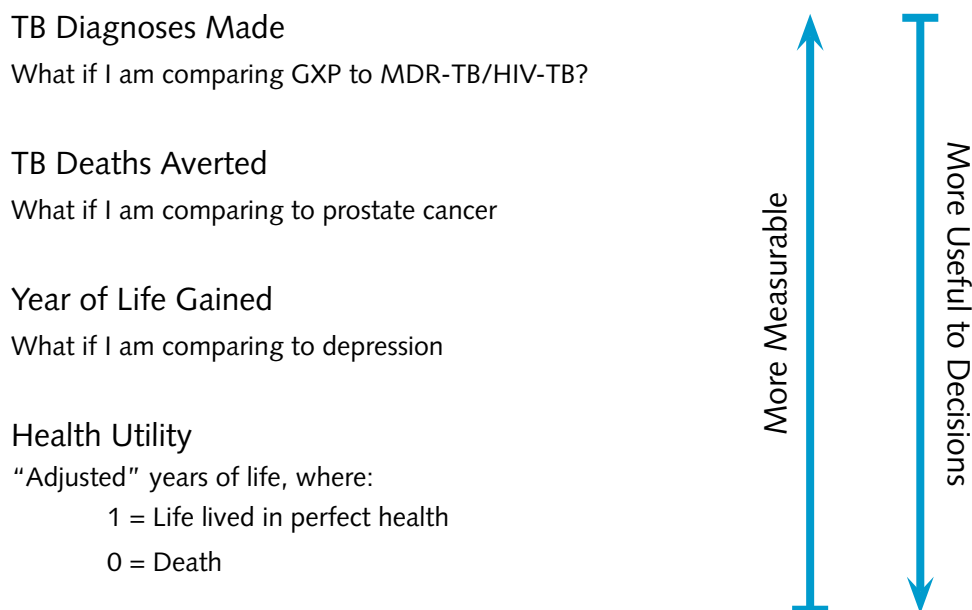 TB Diagnoses Made
What if I am comparing GXP to MDR-TB/HIV-TB?
TB Deaths Averted
What if I am comparing to prostate cancer
Year of Life Gained
What if I am comparing to depression
Health Utility
“Adjusted” years of life, where:
1 = Life lived in perfect health
0 = Death
More Measurable
More Useful to Decisions